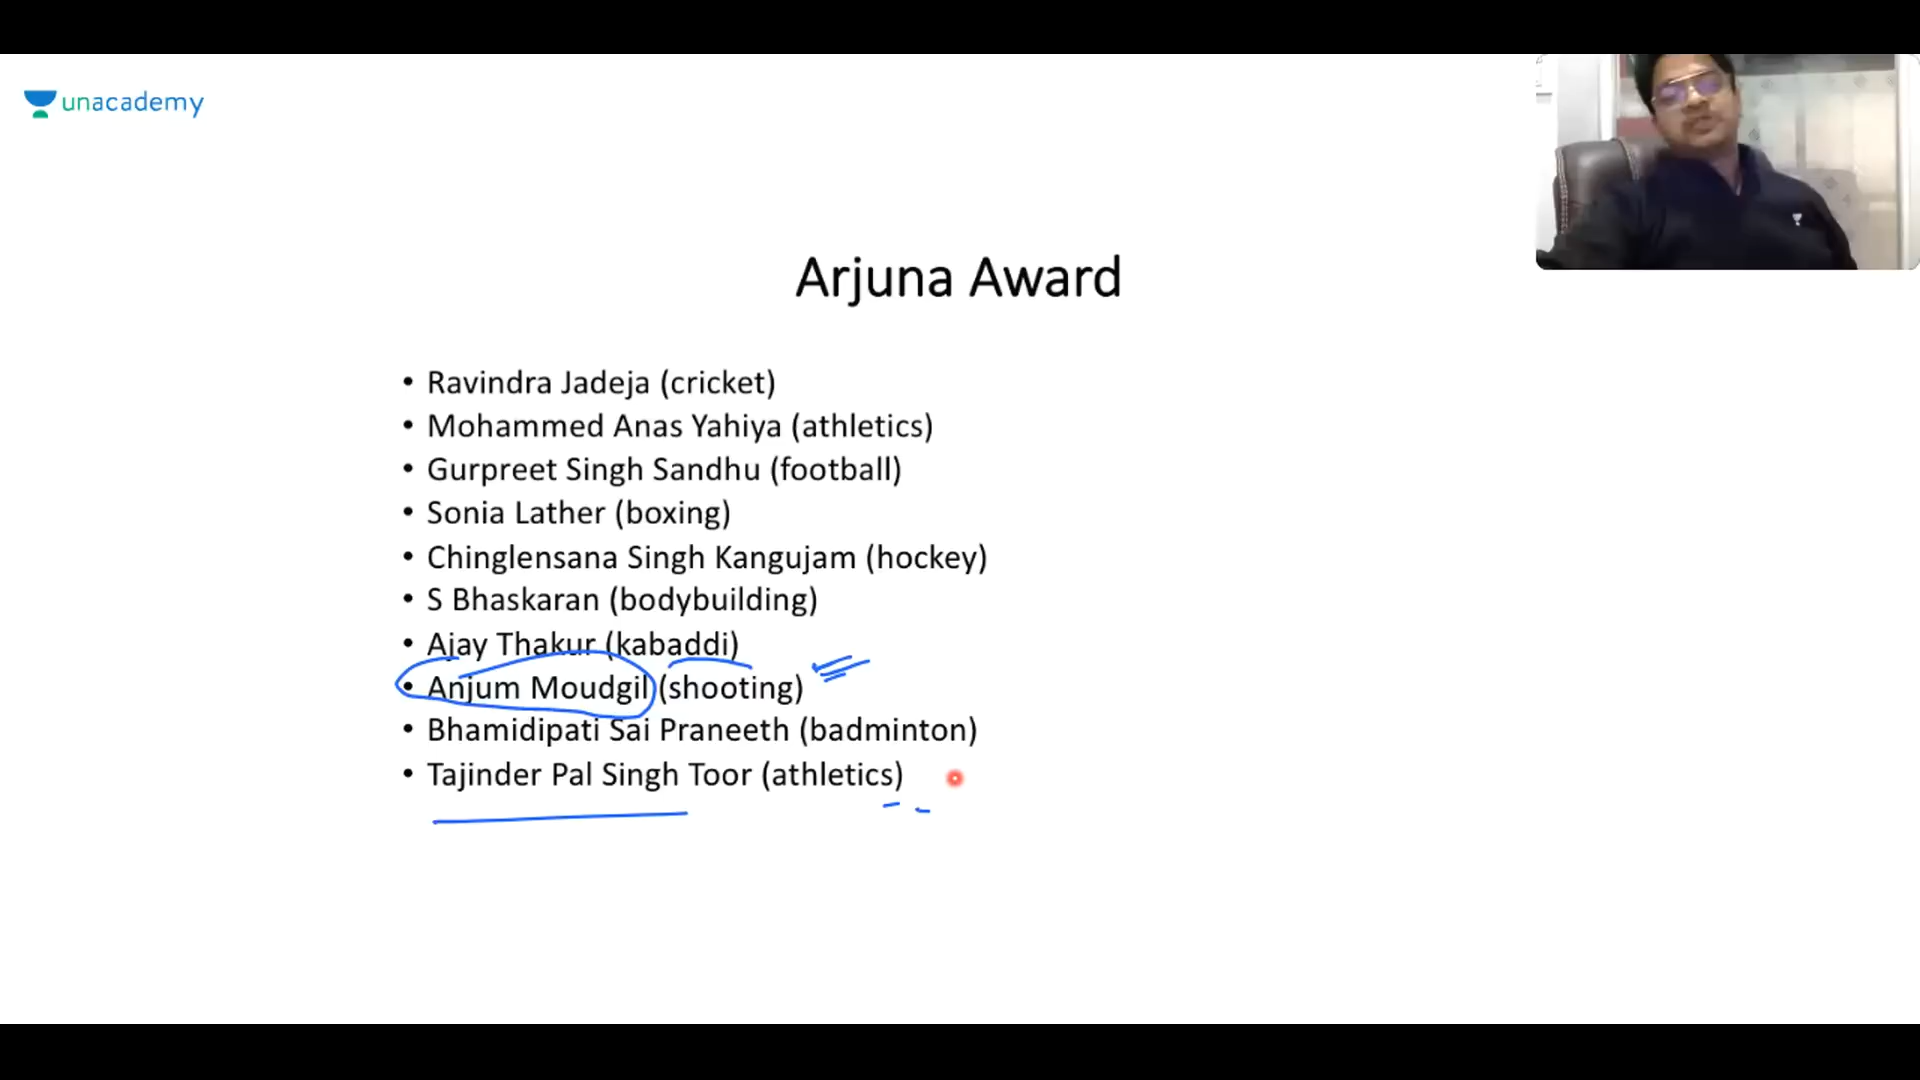 unacademy
Arjuna Award
• Ravindra Jadeja (cricket)
• Mohammed Anas Yahiya (athletics)
• Gurpreet Singh Sandhu (football)
• Sonia Lather (boxing)
• Chinglensana Singh Kangujam (hockey)
• S Bhaskaran (bodybuilding)
• Ajay Thakur (kabaddi)
• Anjum Moudgil (shooting)
• Bhamidipati Sai Praneeth (badminton)
• Tajinder Pal Singh Toor (athletics)